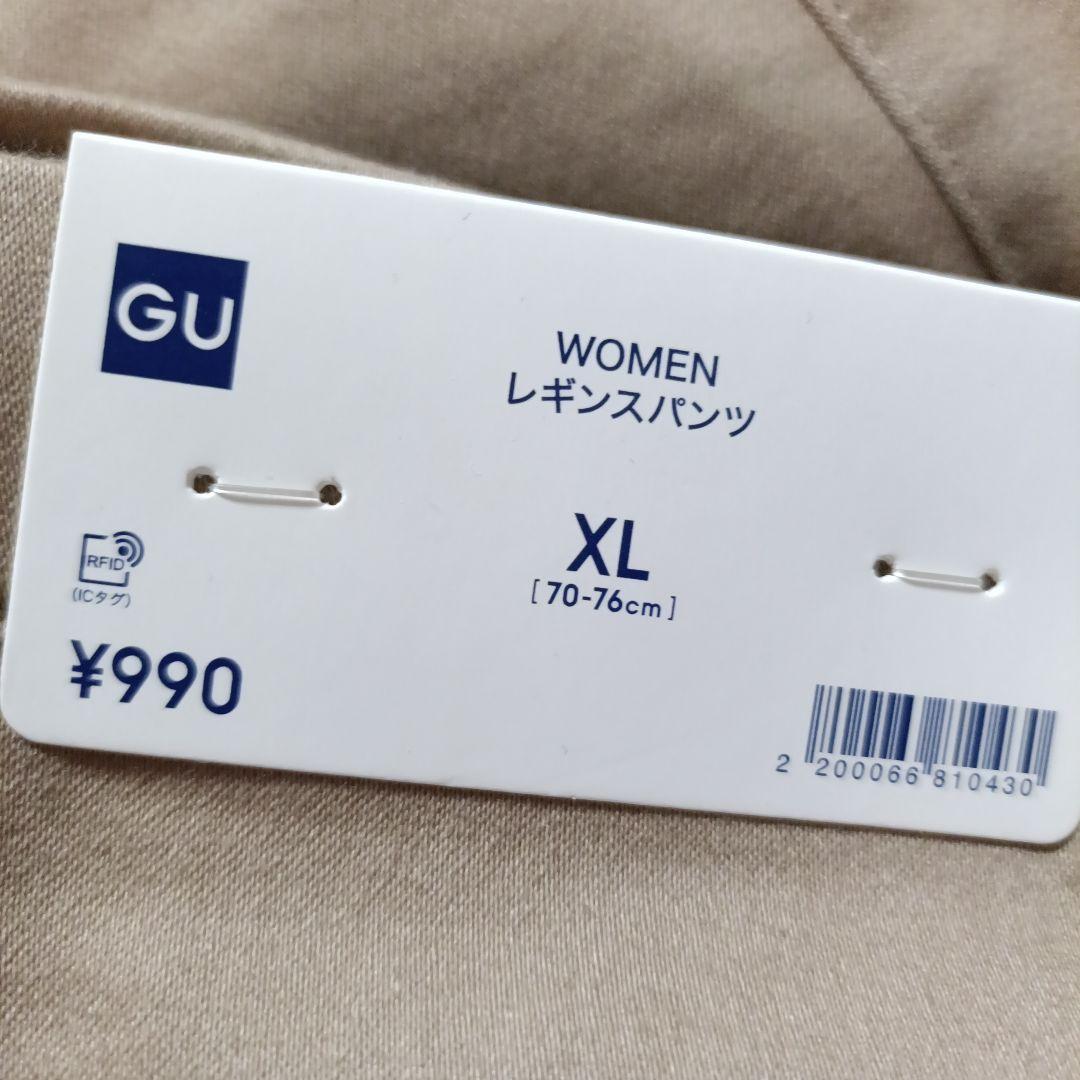 GU
WOMEN
レギンスパンツ
XL
[70-76cm]
RFID
(ICタグ)
¥990
2 200066 810430